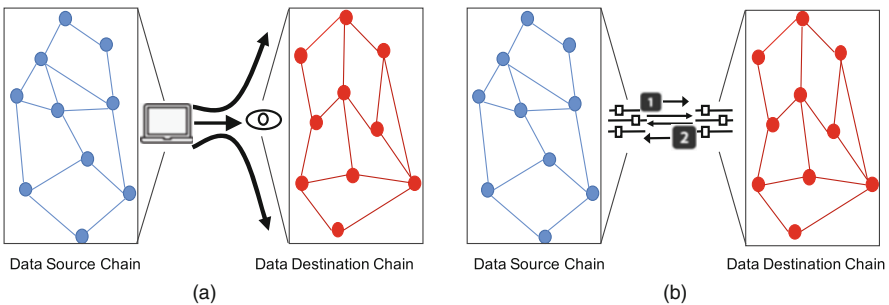 1
2
Data Source Chain
Data Destination Chain
Data Source Chain
Data Destination Chain
(a)
(b)